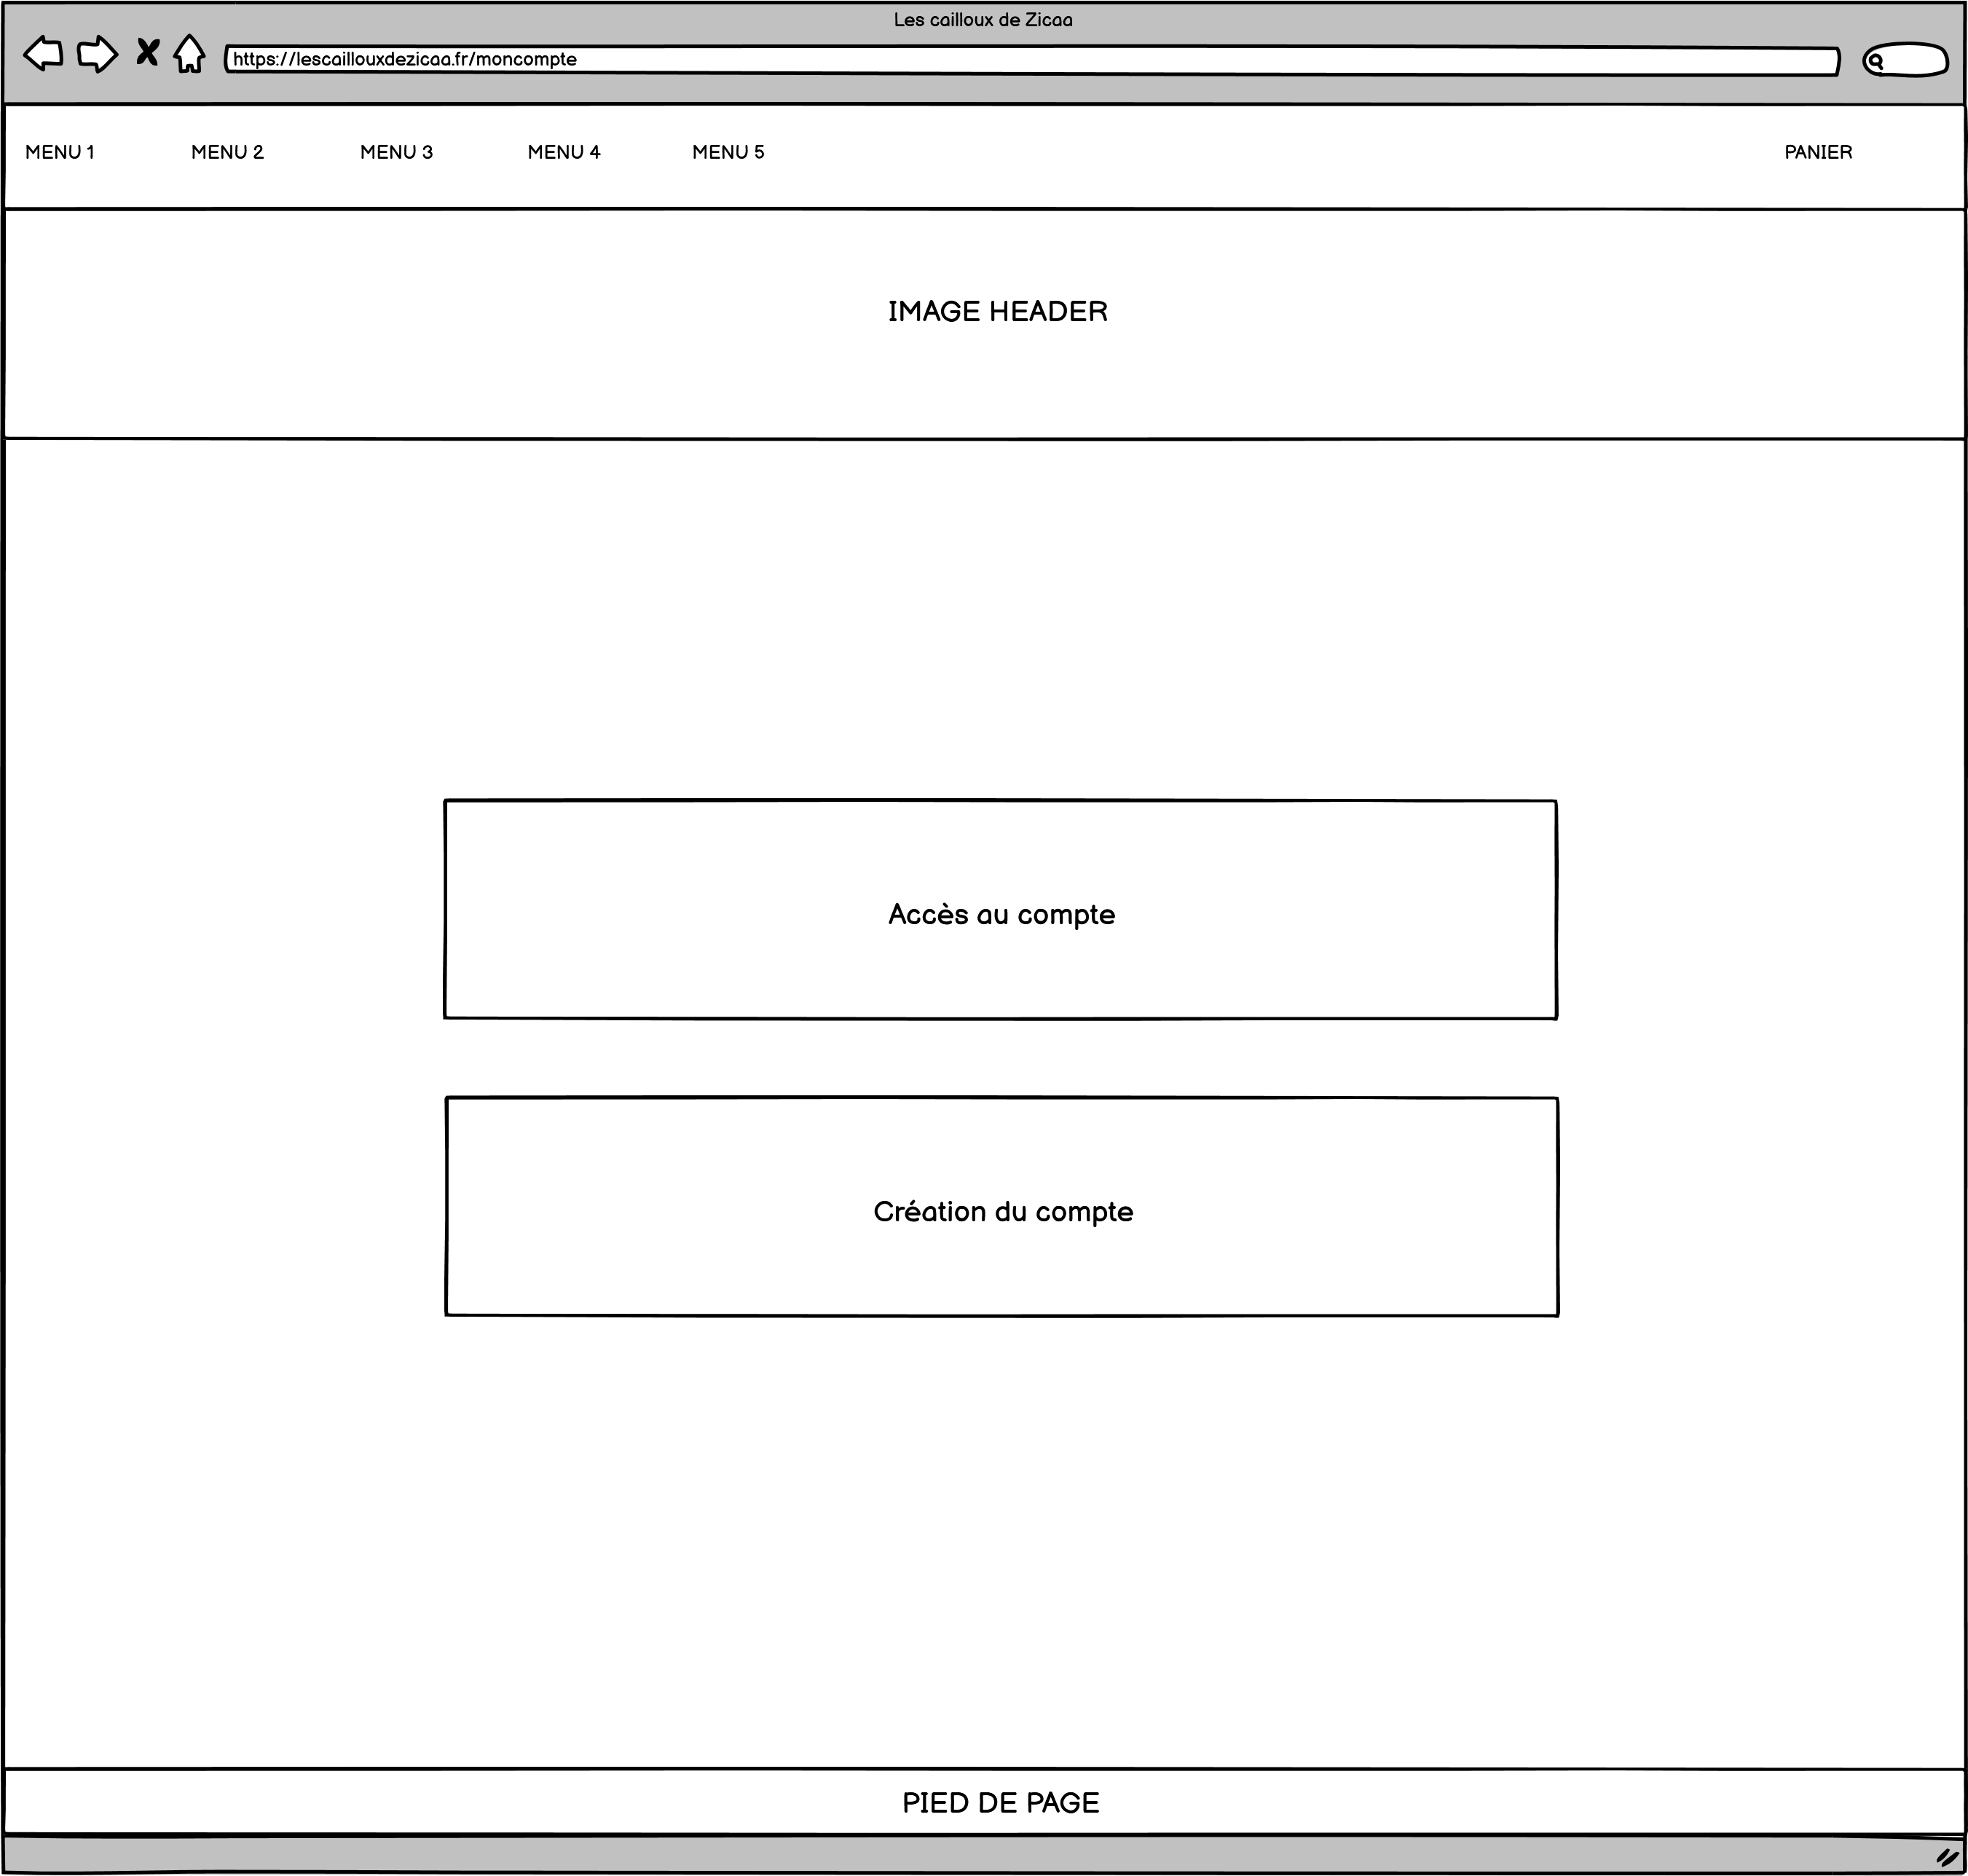 Les cailloux de Zicaa
https://lescaillouxdezicaa.fr/moncompte
MENU 1 MENU 2 MENU 3 MENU 4 MENU 5 PANIER
IMAGE HEADER
Accès au compte
Création du compte
PIED DE PAGE